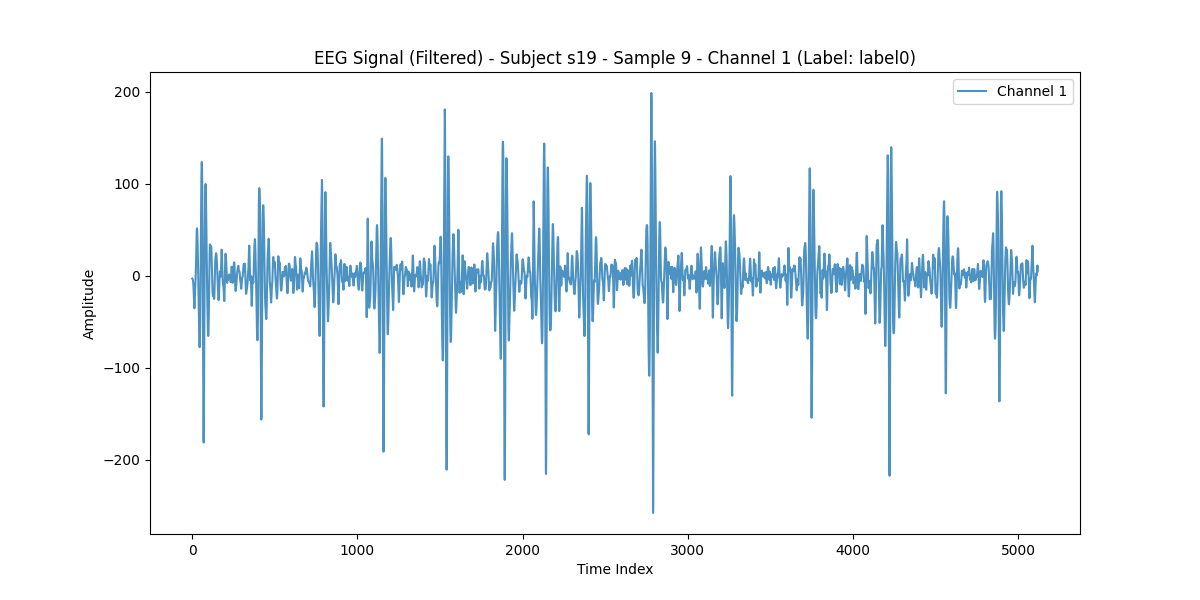 EEG Signal (Filtered) - Subject s19 - Sample 9 - Channel 1 (Label: label0)
Channel 1
200
100
0
−100
−200
Amplitude
0 1000 2000 3000 4000 5000
Time Index